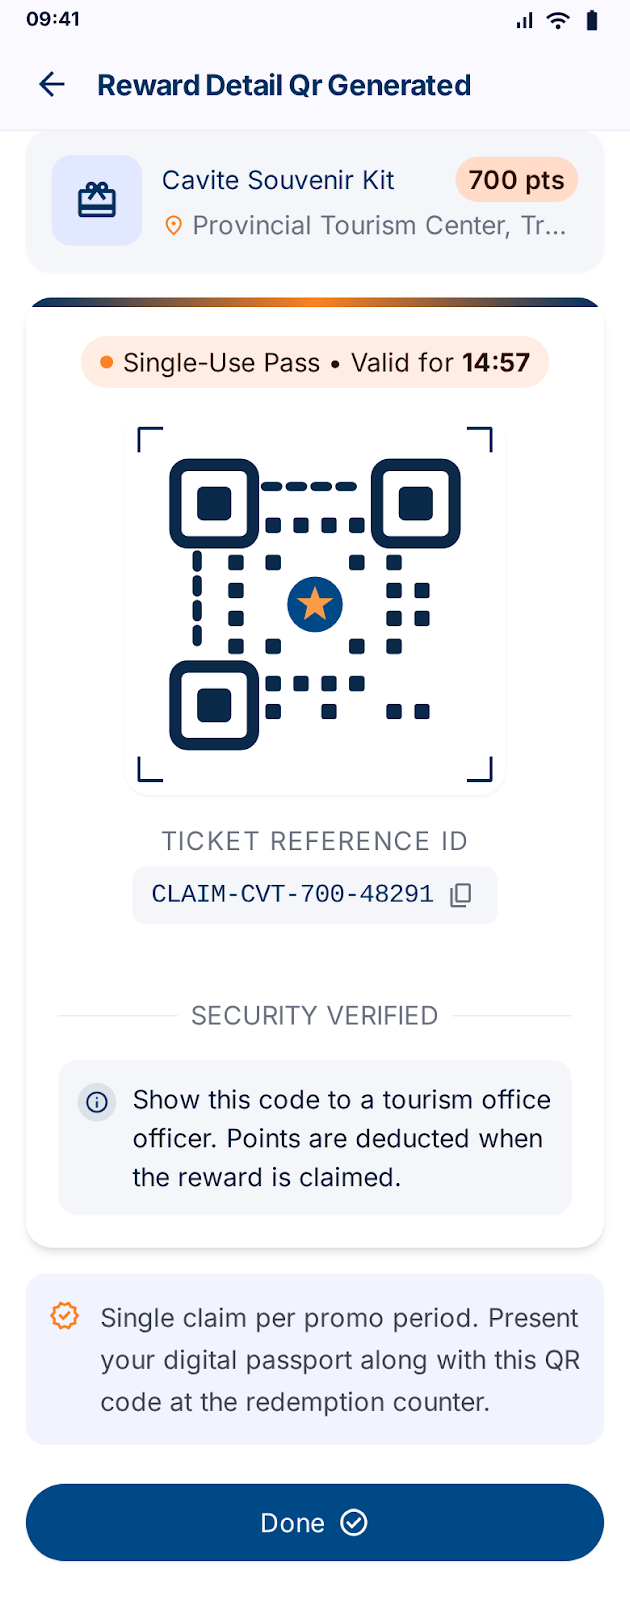 09:41
Reward Detail Qr Generated
Cavite Souvenir Kit
700 pts
Provincial Tourism Center, Tr...
Single-Use Pass • Valid for 14:57
TICKET REFERENCE ID
CLAIM-CVT-700-48291
SECURITY VERIFIED
Show this code to a tourism office
officer. Points are deducted when
the reward is claimed.
Single claim per promo period. Present
your digital passport along with this QR
code at the redemption counter.
Done